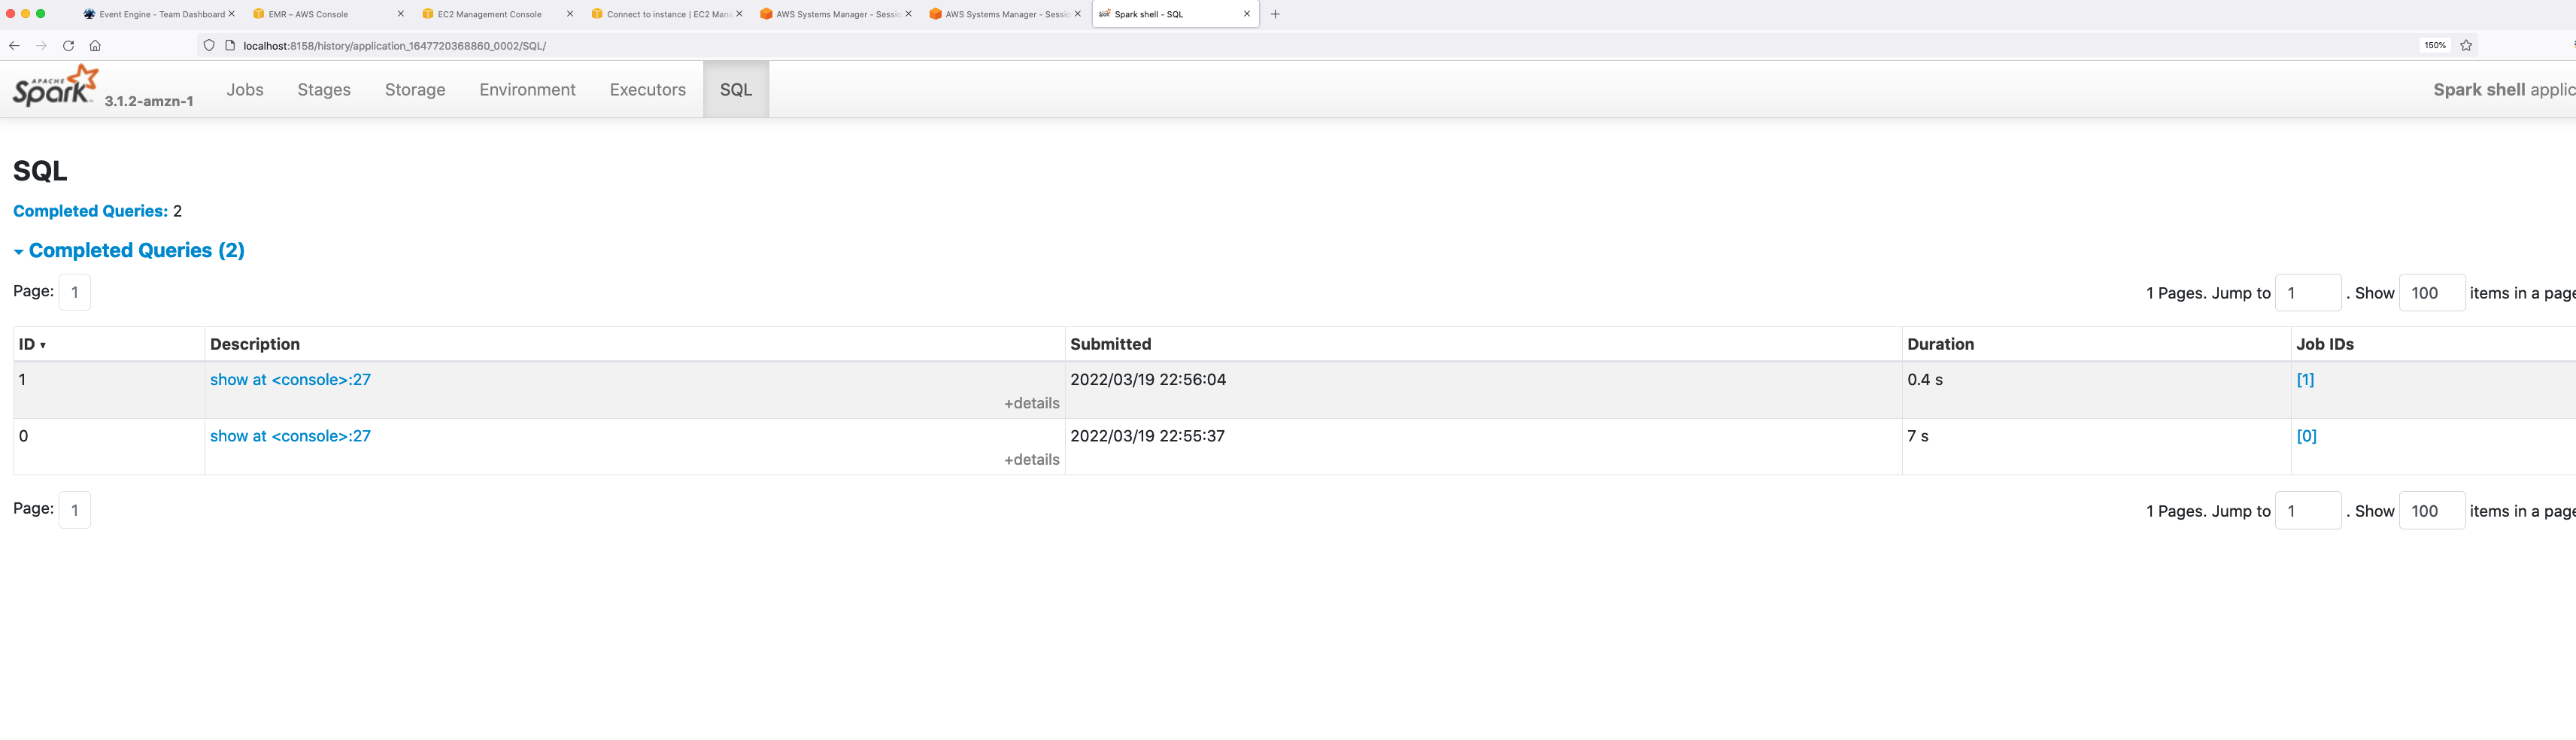 Event Engine - Team Dashboard
EMR – AWS Console
EC2 Management Console
Connect to instance | EC2 Mana
AWS Systems Manager - Sessio
AWS Systems Manager - Sessio
Spark shell - SQL
localhost:8158/history/application_1647720368860_0002/SQL/
150%
APACHE Spark 3.1.2-amzn-1 Jobs Stages Storage Environment Executors SQL Spark shell applic
SQL
Completed Queries: 2
Completed Queries (2)
Page: 1 1 Pages. Jump to 1 . Show 100 items in a page
ID ▾ Description Submitted Duration Job IDs
1 show at <console>:27 2022/03/19 22:56:04 0.4 s [1]
+details
0 show at <console>:27 2022/03/19 22:55:37 7 s [0]
+details
Page: 1 1 Pages. Jump to 1 . Show 100 items in a page